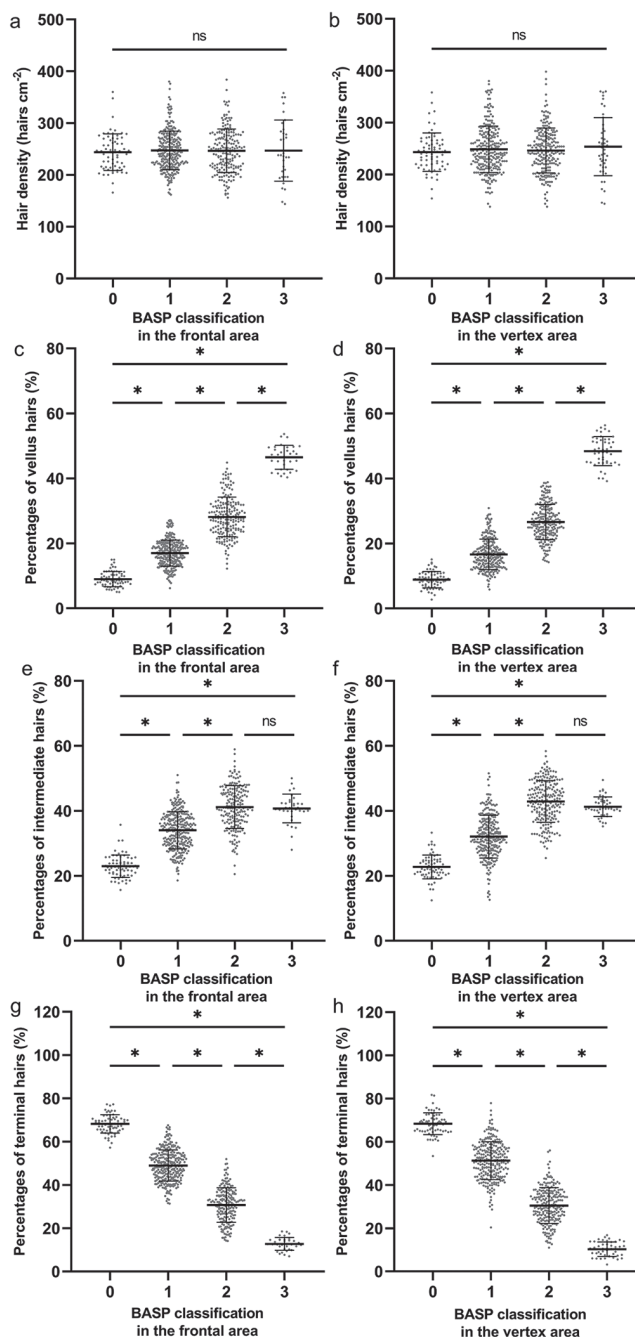 a
Hair density (hairs cm-2)
500
400
300
200
100
0
ns
0 1 2 3
BASP classification
in the frontal area
b
Hair density (hairs cm-2)
500
400
300
200
100
0
ns
0 1 2 3
BASP classification
in the vertex area
c
Percentages of vellus hairs (%)
80
60
40
20
0
*
* * *
0 1 2 3
BASP classification
in the frontal area
d
Percentages of vellus hairs (%)
80
60
40
20
0
*
* * *
0 1 2 3
BASP classification
in the vertex area
e
Percentages of intermediate hairs (%)
80
60
40
20
0
*
* * ns
0 1 2 3
BASP classification
in the frontal area
f
Percentages of intermediate hairs (%)
80
60
40
20
0
*
* * ns
0 1 2 3
BASP classification
in the vertex area
g
Percentages of terminal hairs (%)
120
100
80
60
40
20
0
*
* * *
0 1 2 3
BASP classification
in the frontal area
h
Percentages of terminal hairs (%)
120
100
80
60
40
20
0
*
* * *
0 1 2 3
BASP classification
in the vertex area